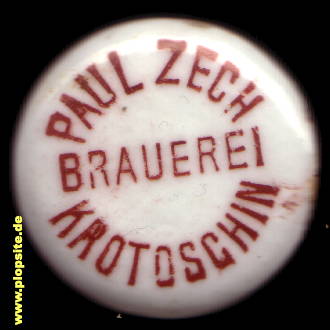 PAUL ZECH
BRAUEREI
KROTOSCHIN
www.plopsite.de